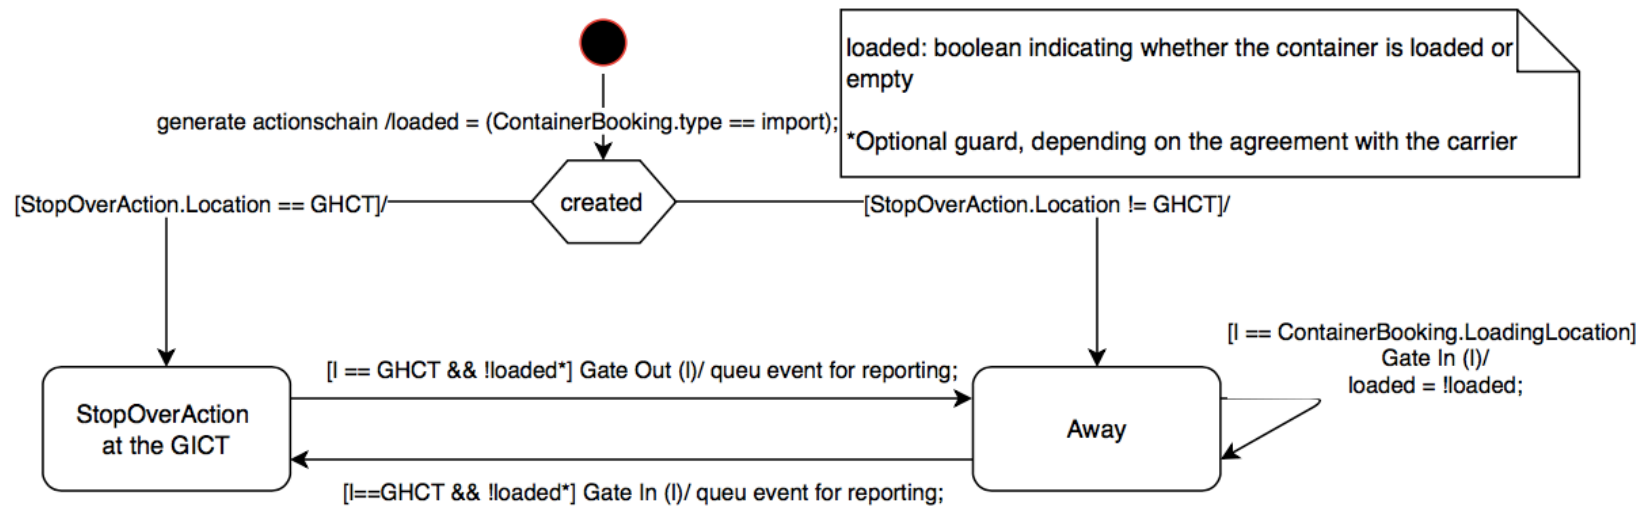 loaded: boolean indicating whether the container is loaded or
empty
*Optional guard, depending on the agreement with the carrier
generate actionschain /loaded = (ContainerBooking.type == import);
[StopOverAction.Location == GHCT]/
created
[StopOverAction.Location != GHCT]/
[l == ContainerBooking.LoadingLocation]
Gate In (l)/
loaded = !loaded;
[l == GHCT && !loaded*] Gate Out (l)/ queu event for reporting;
StopOverAction
at the GICT
Away
[l==GHCT && !loaded*] Gate In (l)/ queu event for reporting;